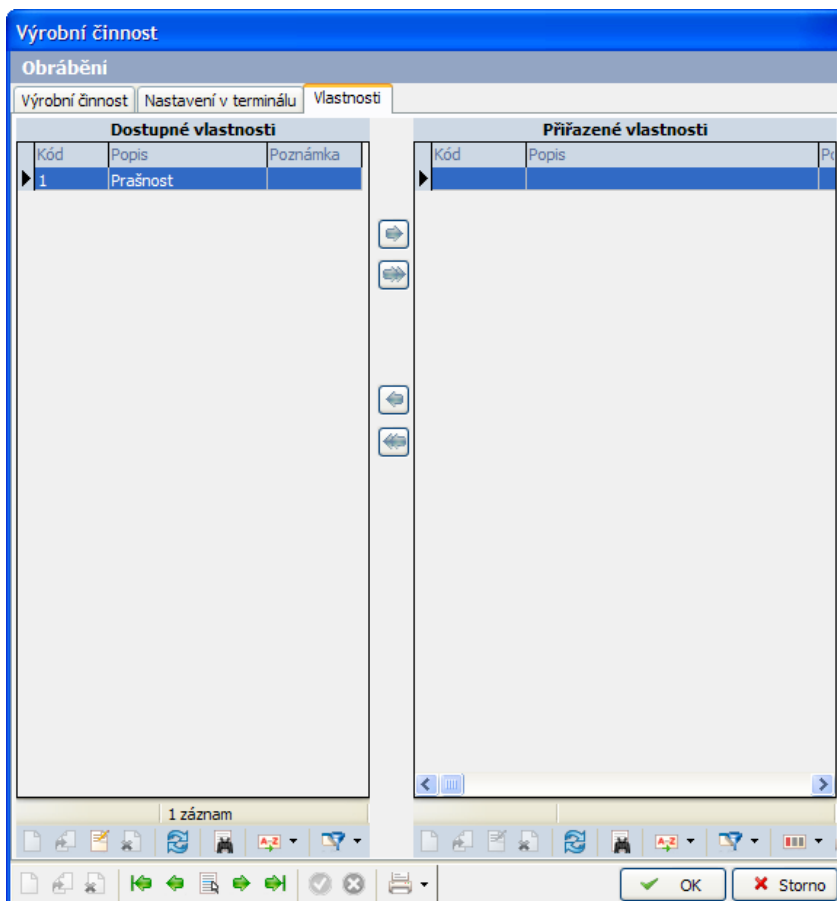 Výrobní činnost
Obrábění
Výrobní činnost Nastavení v terminálu Vlastnosti
Dostupné vlastnosti
Kód Popis Poznámka
1 Prašnost
1 záznam
Přiřazené vlastnosti
Kód Popis Po
OK Storno